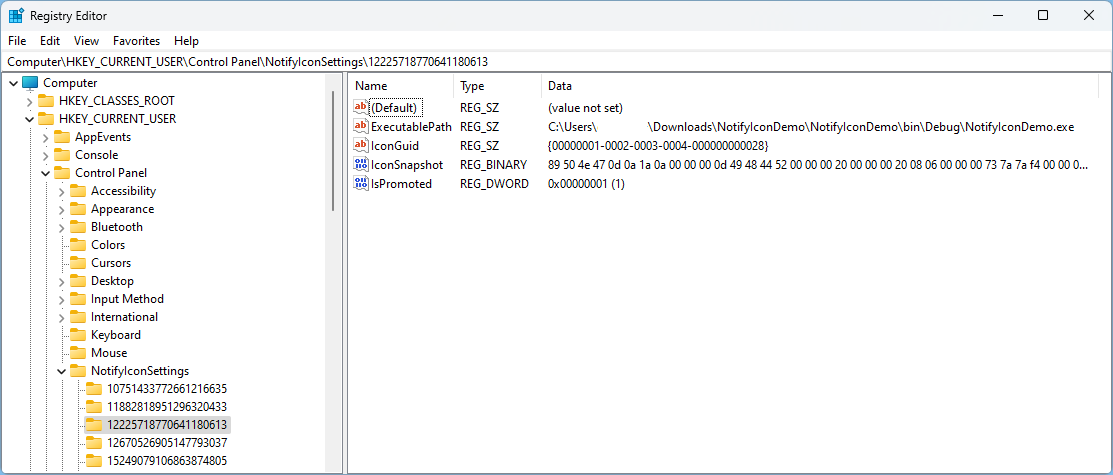 Registry Editor
File Edit View Favorites Help
Computer\HKEY_CURRENT_USER\Control Panel\NotifyIconSettings\12225718770641180613
Computer
HKEY_CLASSES_ROOT
HKEY_CURRENT_USER
AppEvents
Console
Control Panel
Accessibility
Appearance
Bluetooth
Colors
Cursors
Desktop
Input Method
International
Keyboard
Mouse
NotifyIconSettings
10751433772661216635
11882818951296320433
12225718770641180613
12670526905147793037
15249079106863874805
Name Type Data
ab (Default) REG_SZ (value not set)
ab ExecutablePath REG_SZ C:\Users\ \Downloads\NotifyIconDemo\NotifyIconDemo\bin\Debug\NotifyIconDemo.exe
ab IconGuid REG_SZ {00000001-0002-0003-0004-000000000028}
IconSnapshot REG_BINARY 89 50 4e 47 0d 0a 1a 0a 00 00 00 0d 49 48 44 52 00 00 00 20 00 00 00 20 08 06 00 00 00 73 7a 7a f4 00 00 0...
IsPromoted REG_DWORD 0x00000001 (1)